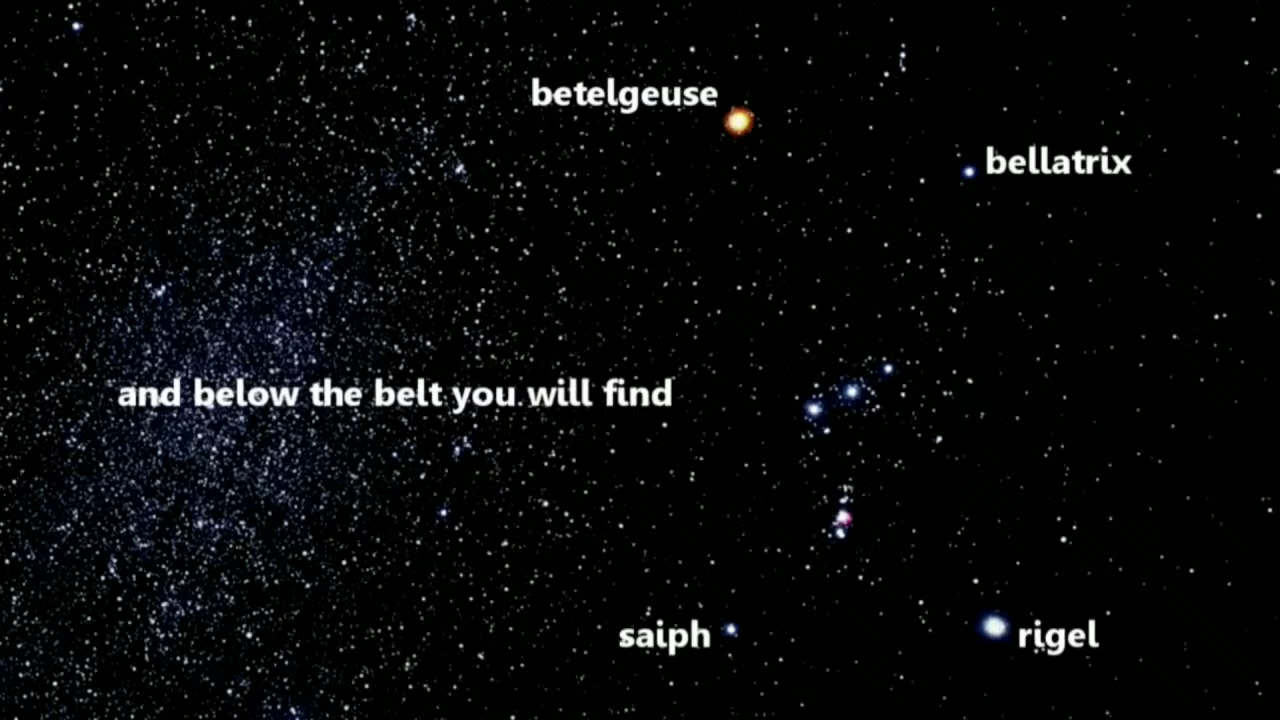 betelgeuse
bellatrix
and below the belt you will find
saiph
rigel